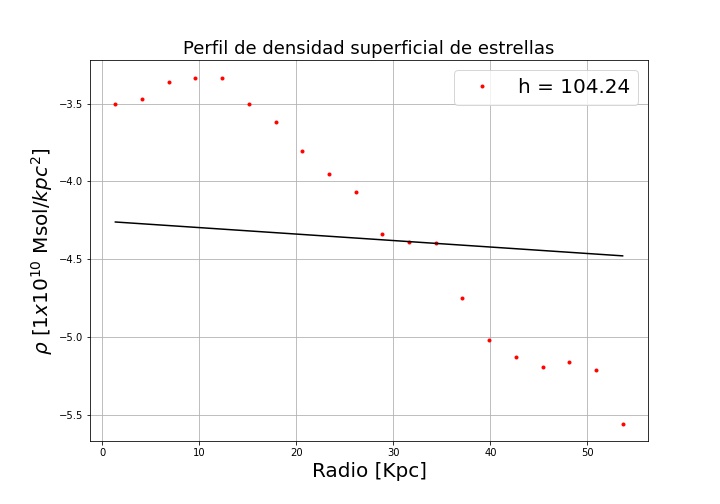 Perfil de densidad superficial de estrellas
h = 104.24
−3.5
−4.0
−4.5
−5.0
−5.5
ρ [1x10¹⁰ Msol/kpc²]
0 10 20 30 40 50
Radio [Kpc]